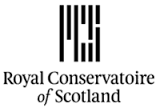 Royal Conservatoire
of Scotland